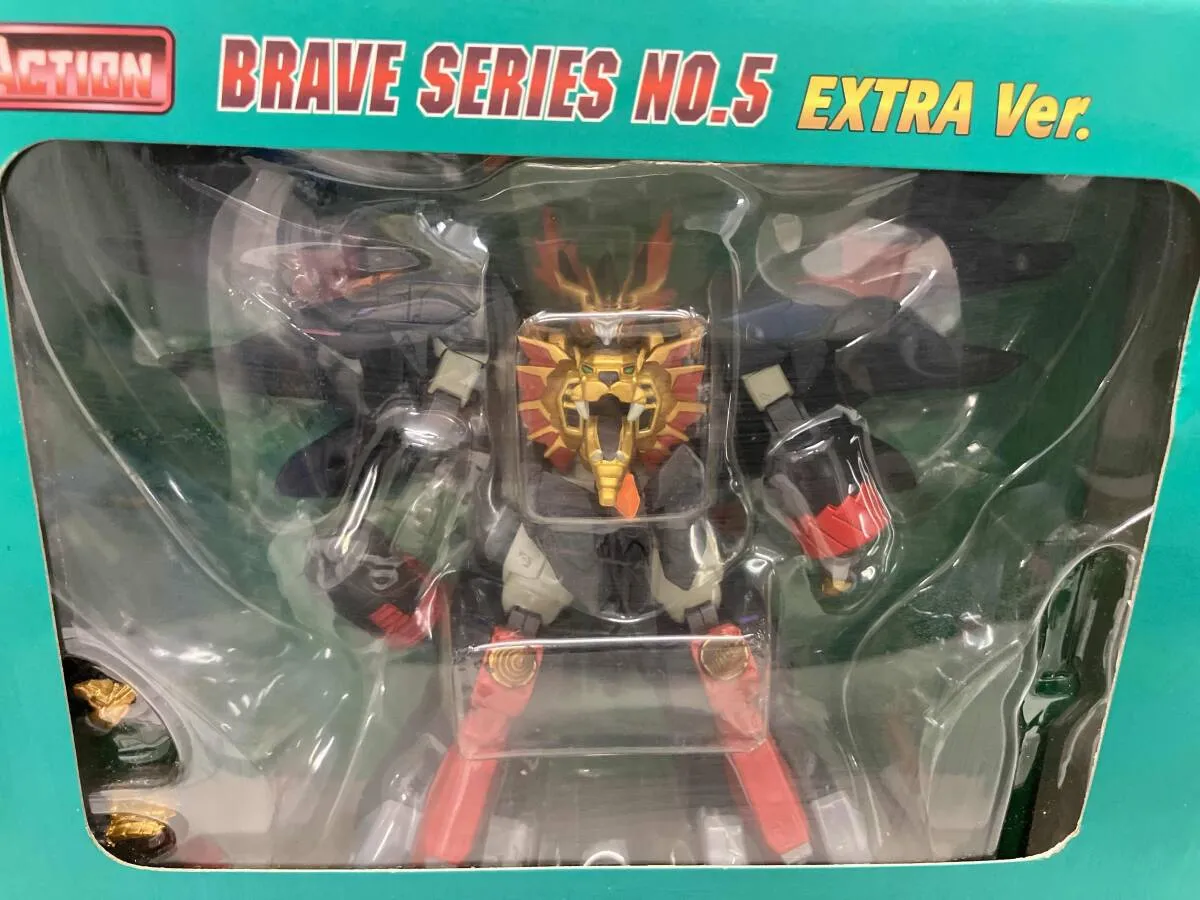 ACTION
BRAVE SERIES NO.5
EXTRA Ver.